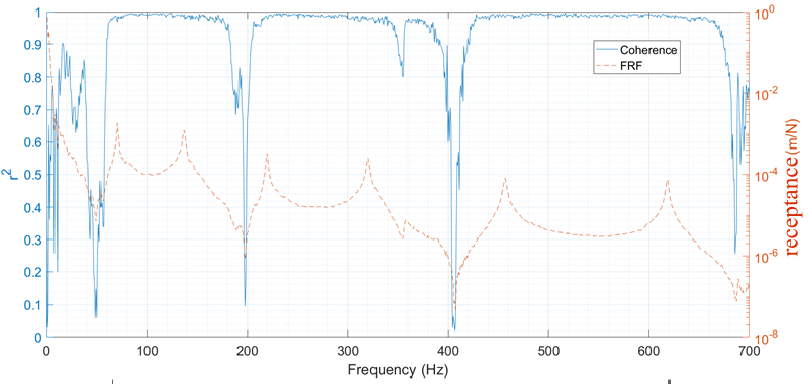 1
0.9
0.8
0.7
0.6
0.5
0.4
0.3
0.2
0.1
0
r²
10⁰
10⁻²
10⁻⁴
10⁻⁶
10⁻⁸
receptance(m/N)
Coherence
FRF
0 100 200 300 400 500 600 700
Frequency (Hz)